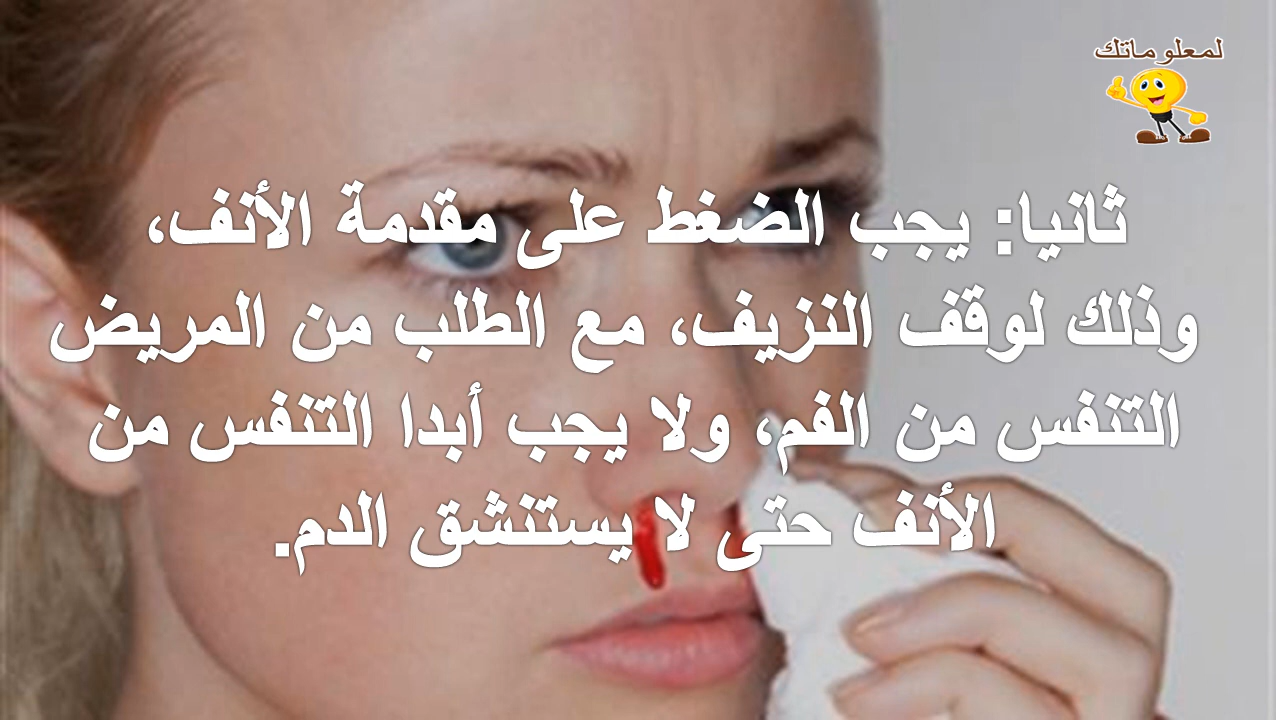 لمعلوماتك
ثانيا: يجب الضغط على مقدمة الأنف،
وذلك لوقف النزيف، مع الطلب من المريض
التنفس من الفم، ولا يجب أبدا التنفس من
الأنف حتى لا يستنشق الدم.